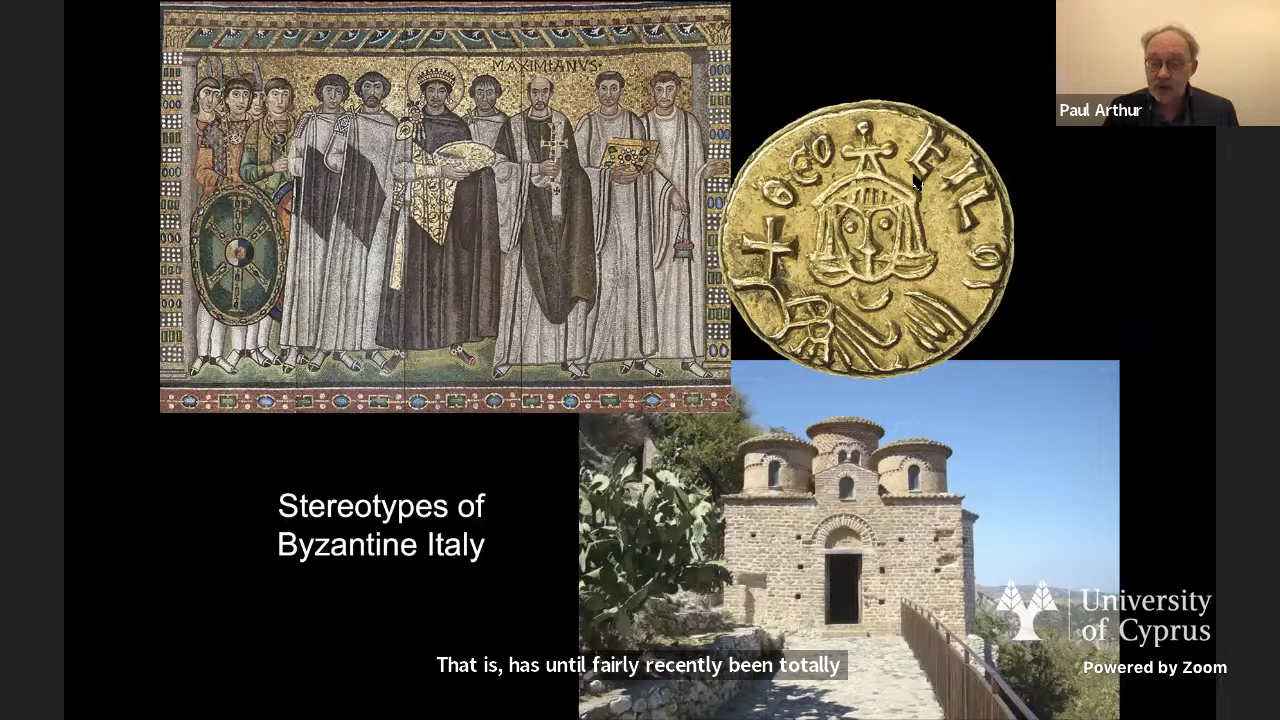 MAXIMIANVS
Paul Arthur
Stereotypes of
Byzantine Italy
University
of Cyprus
That is, has until fairly recently been totally
Powered by Zoom